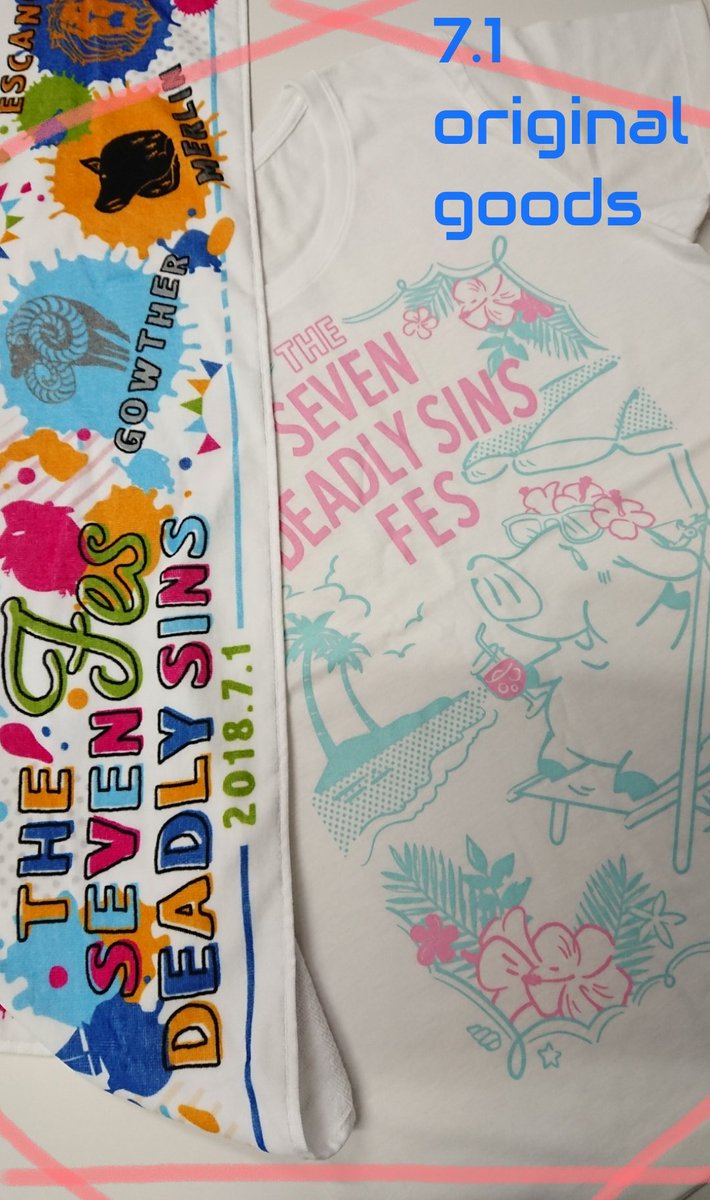 7.1
original
goods
ESCAN
MERLIN
GOWTHER
THE
SEVEN
DEADLY SINS
FES
Fes
THE
SEVEN
DEADLY SINS
2018.7.1